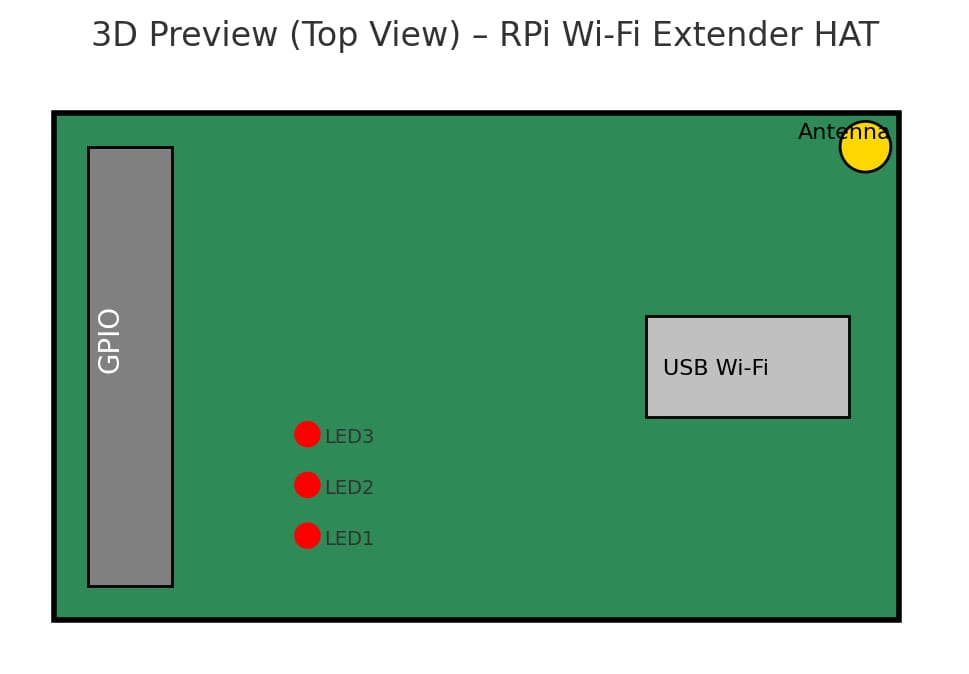 3D Preview (Top View) – RPi Wi-Fi Extender HAT
Antenna
GPIO
USB Wi-Fi
LED3
LED2
LED1